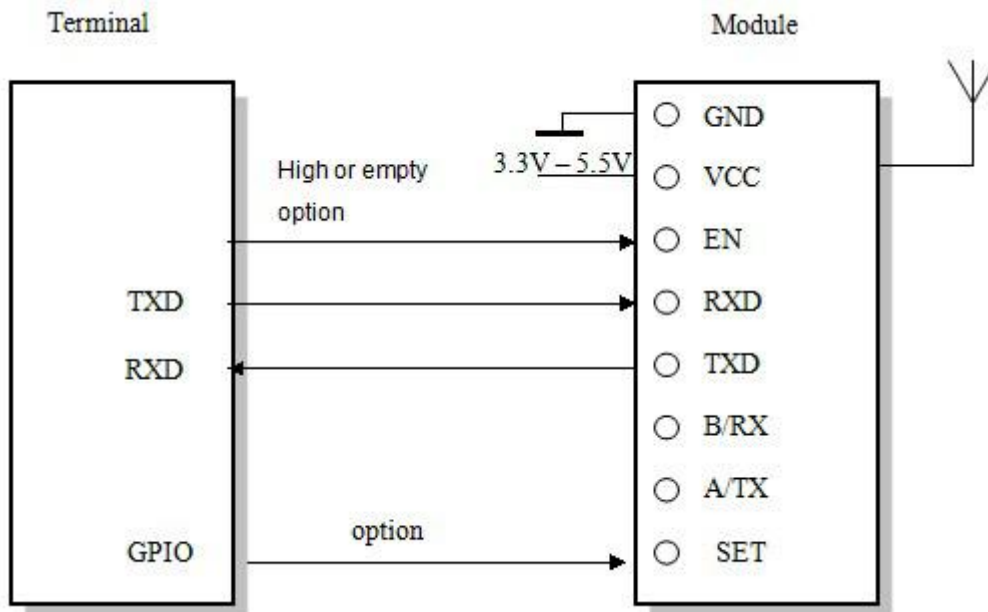 Terminal
Module
GND
3.3V – 5.5V
VCC
High or empty
option
EN
TXD
RXD
RXD
TXD
B/RX
A/TX
GPIO
option
SET